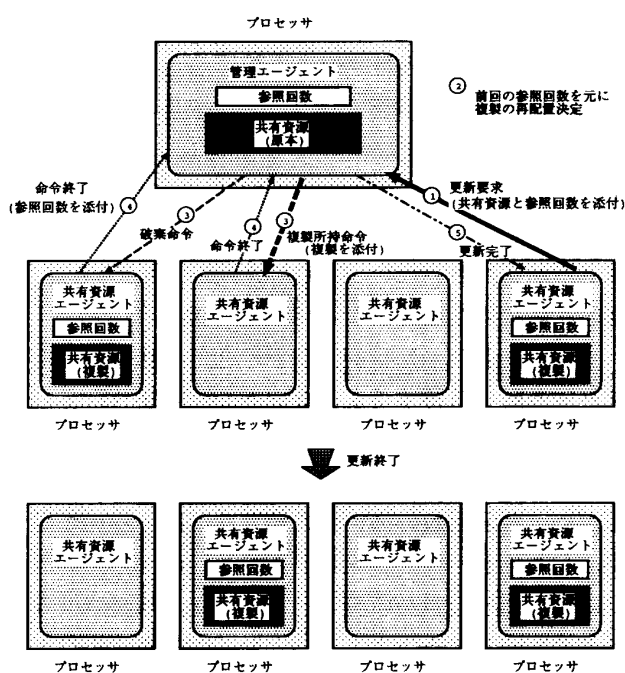 プロセッサ
管理エージェント
参照回数
共有資源
(原本)
② 前回の参照回数を元に
複製の再配置決定
命令終了
(参照回数を添付)
④
③
破棄命令
④
命令終了
③
複製所持命令
(複製を添付)
①
更新要求
(共有資源と参照回数を添付)
⑤
更新完了
共有資源
エージェント
参照回数
共有資源
(複製)
プロセッサ
共有資源
エージェント
プロセッサ
共有資源
エージェント
プロセッサ
共有資源
エージェント
参照回数
共有資源
(複製)
プロセッサ
更新終了
共有資源
エージェント
プロセッサ
共有資源
エージェント
参照回数
共有資源
(複製)
プロセッサ
共有資源
エージェント
プロセッサ
共有資源
エージェント
参照回数
共有資源
(複製)
プロセッサ